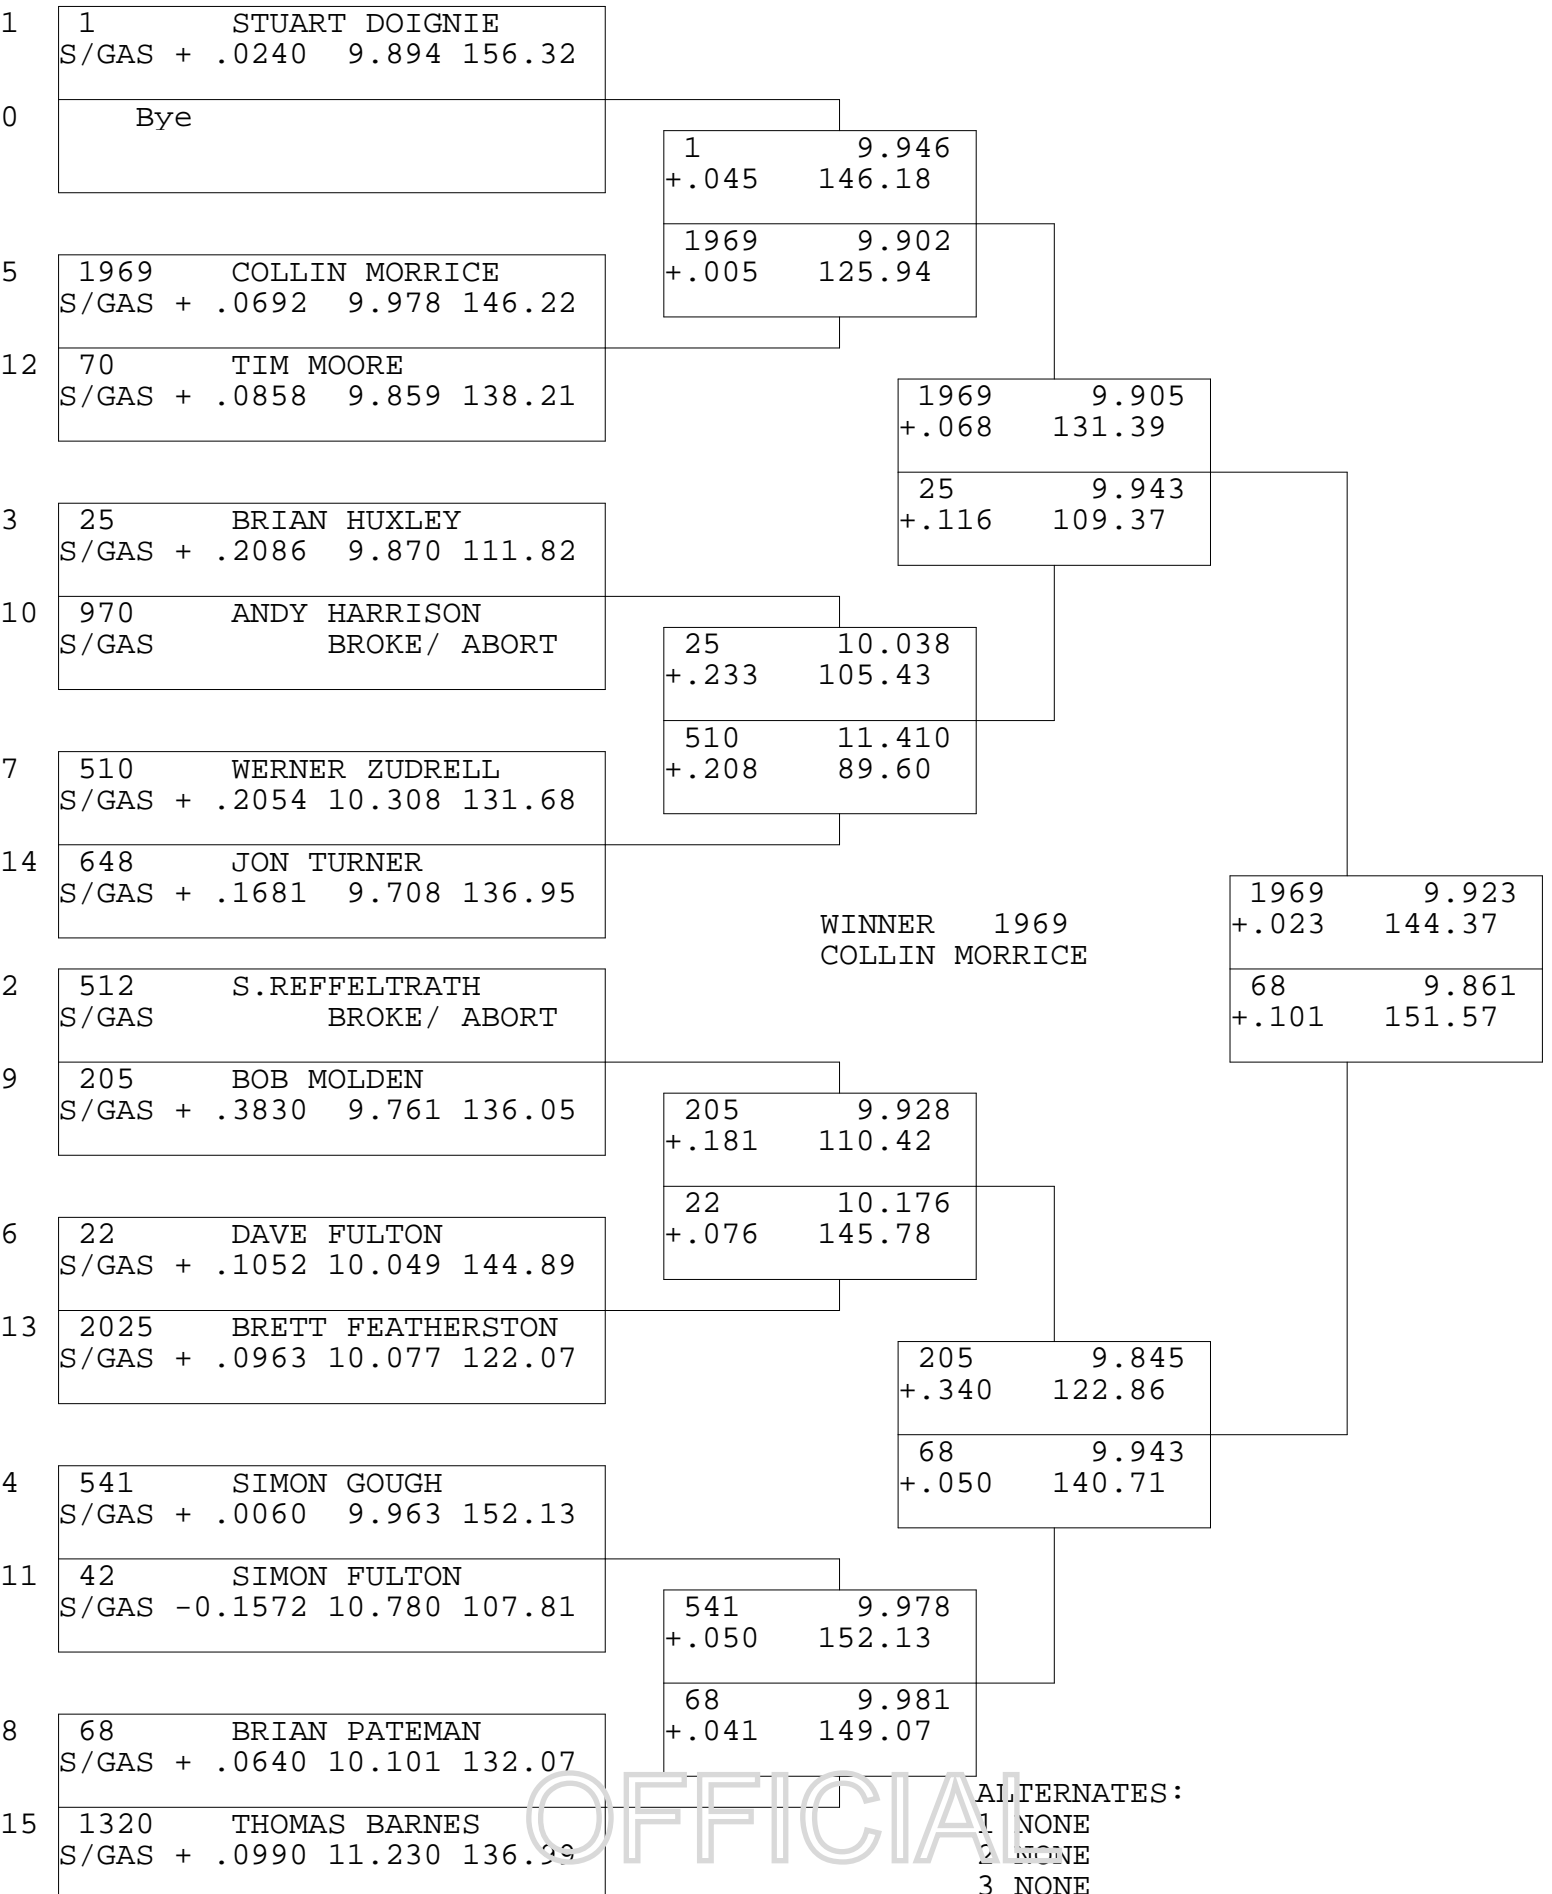 1 1 STUART DOIGNIE
S/GAS + .0240 9.894 156.32
0 Bye
1 9.946
+.045 146.18
1969 9.902
+.005 125.94
5 1969 COLLIN MORRICE
S/GAS + .0692 9.978 146.22
12 70 TIM MOORE
S/GAS + .0858 9.859 138.21
1969 9.905
+.068 131.39
25 9.943
+.116 109.37
3 25 BRIAN HUXLEY
S/GAS + .2086 9.870 111.82
10 970 ANDY HARRISON
S/GAS BROKE/ ABORT
25 10.038
+.233 105.43
510 11.410
+.208 89.60
7 510 WERNER ZUDRELL
S/GAS + .2054 10.308 131.68
14 648 JON TURNER
S/GAS + .1681 9.708 136.95
WINNER 1969
COLLIN MORRICE
1969 9.923
+.023 144.37
68 9.861
+.101 151.57
2 512 S.REFFELTRATH
S/GAS BROKE/ ABORT
9 205 BOB MOLDEN
S/GAS + .3830 9.761 136.05
205 9.928
+.181 110.42
22 10.176
+.076 145.78
6 22 DAVE FULTON
S/GAS + .1052 10.049 144.89
13 2025 BRETT FEATHERSTON
S/GAS + .0963 10.077 122.07
205 9.845
+.340 122.86
68 9.943
+.050 140.71
4 541 SIMON GOUGH
S/GAS + .0060 9.963 152.13
11 42 SIMON FULTON
S/GAS -0.1572 10.780 107.81
541 9.978
+.050 152.13
68 9.981
+.041 149.07
8 68 BRIAN PATEMAN
S/GAS + .0640 10.101 132.07
15 1320 THOMAS BARNES
S/GAS + .0990 11.230 136.99
OFFICIAL
ALTERNATES:
1 NONE
2 NONE
3 NONE